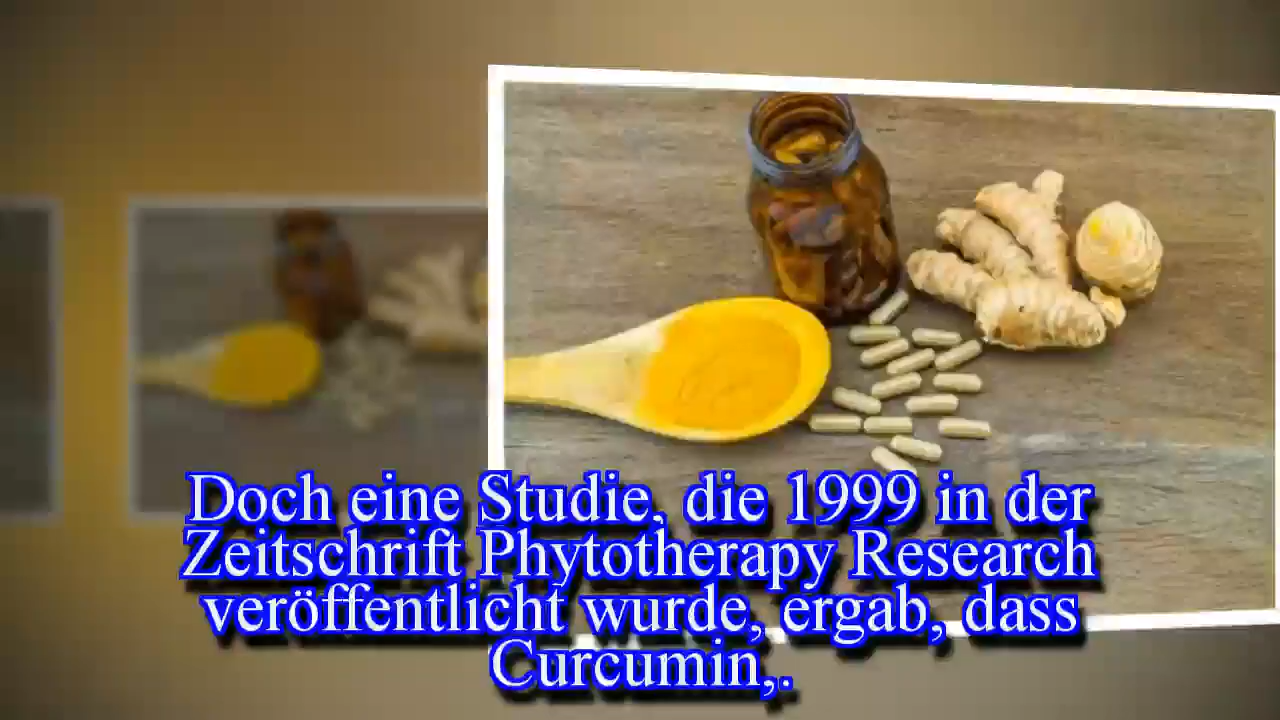 Doch eine Studie, die 1999 in der
Zeitschrift Phytotherapy Research
veröffentlicht wurde, ergab, dass
Curcumin,.